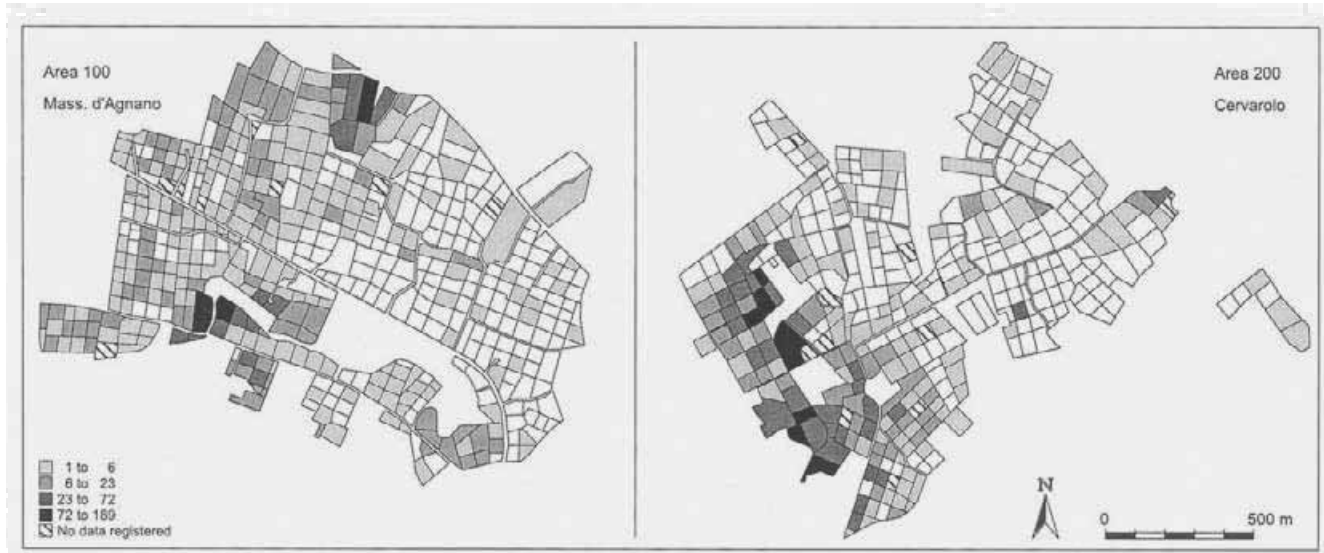 Area 100
Mass. d'Agnano
Area 200
Cervarolo
1 to 6
6 to 23
23 to 72
72 to 189
No data registered
N
0 500 m